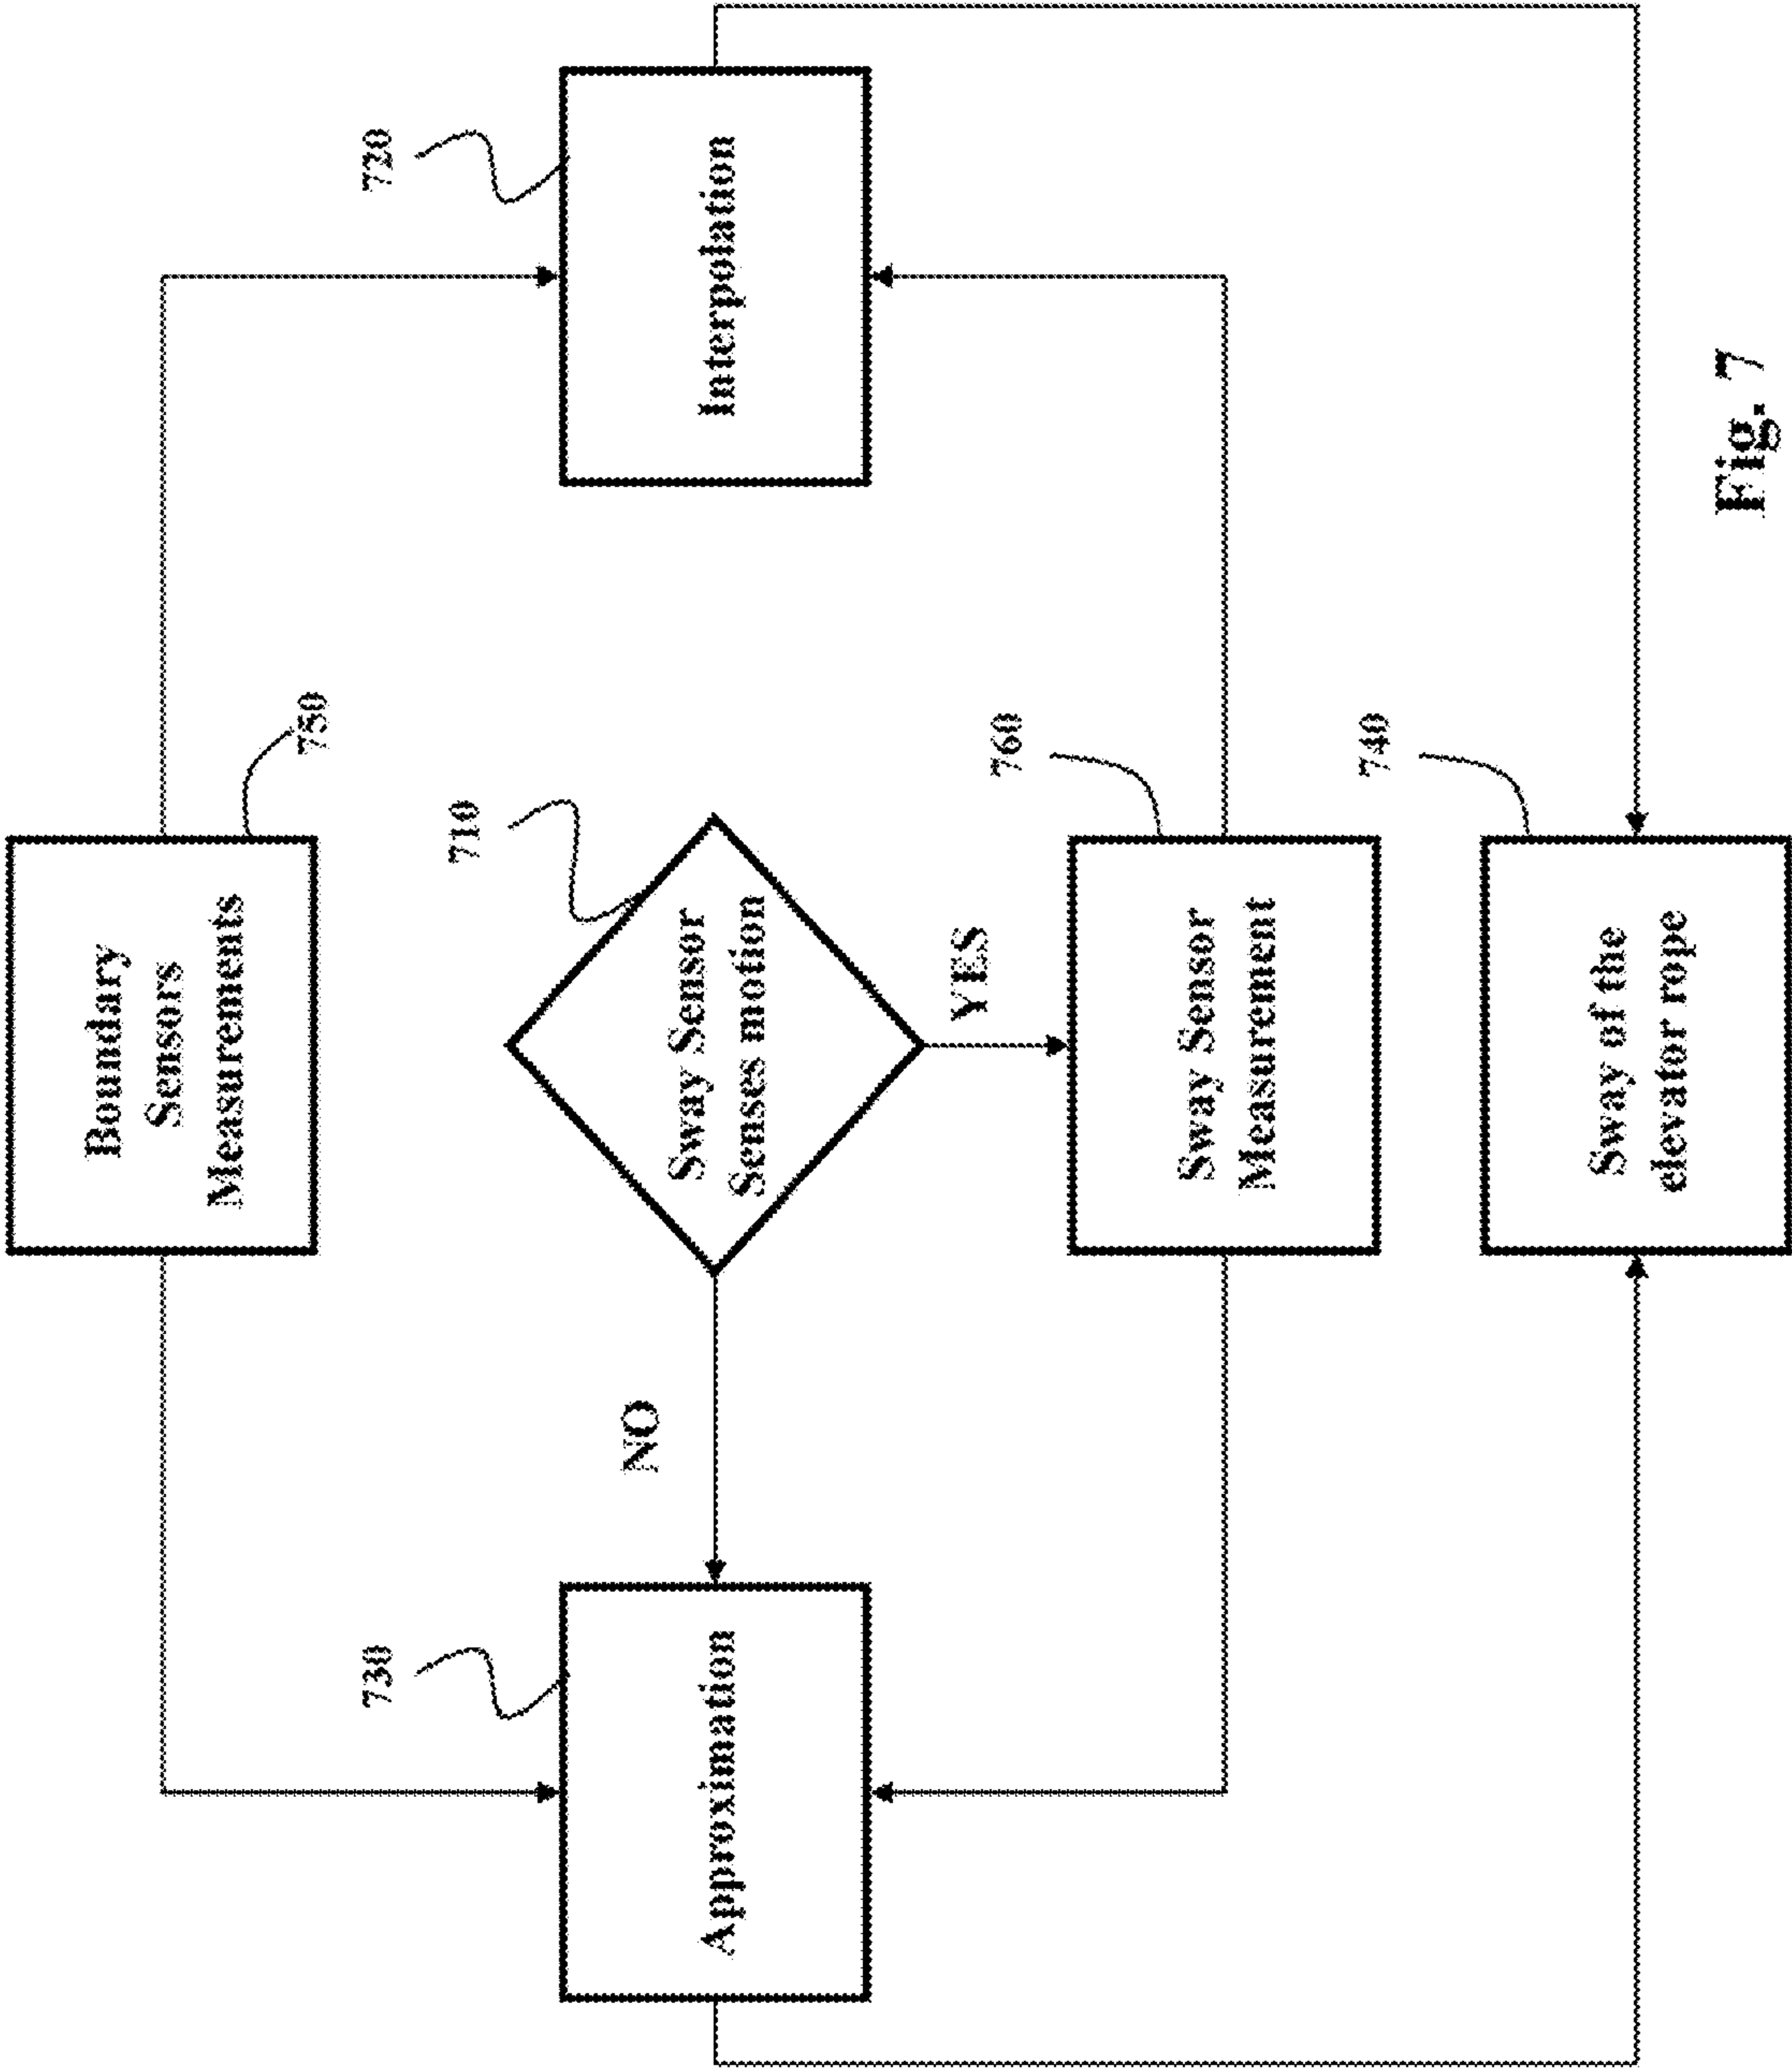 750
Boundary
Sensors
Measurements
710
Sway Sensor
Senses motion
NO
YES
730
Approximation
720
Interpolation
760
Sway Sensor
Measurement
740
Sway of the
elevator rope
Fig. 7